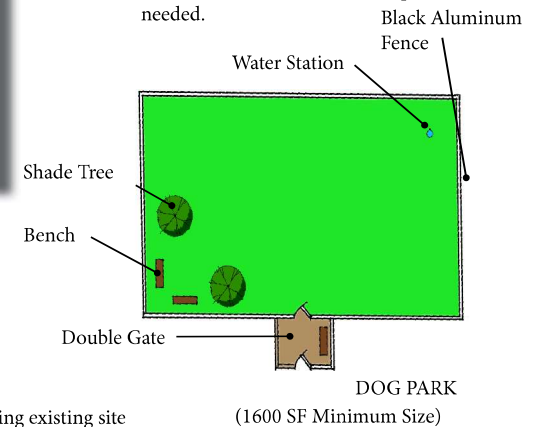 needed.
Black Aluminum
Fence
Water Station
Shade Tree
Bench
Double Gate
DOG PARK
(1600 SF Minimum Size)
ing existing site